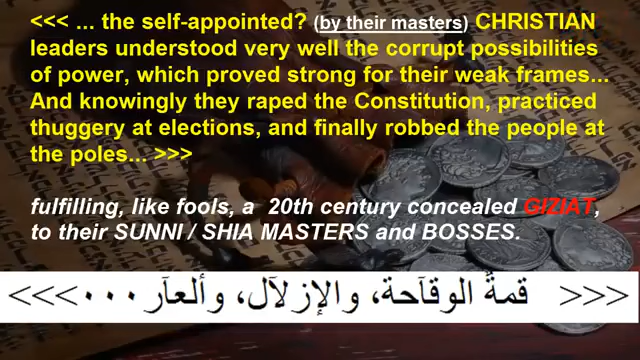 <<< ... the self-appointed? (by their masters) CHRISTIAN
leaders understood very well the corrupt possibilities
of power, which proved strong for their weak frames...
And knowingly they raped the Constitution, practiced
thuggery at elections, and finally robbed the people at
the poles... >>>
fulfilling, like fools, a 20th century concealed GIZIAT,
to their SUNNI / SHIA MASTERS and BOSSES.
<<< قمةُ الوقآحة، والإزلآل، وألعآر ٠٠٠ >>>